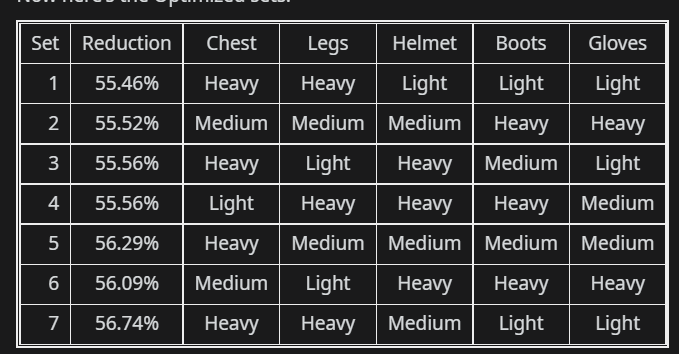 Now here's the Optimized sets:
Set Reduction Chest Legs Helmet Boots Gloves
1 55.46% Heavy Heavy Light Light Light
2 55.52% Medium Medium Medium Heavy Heavy
3 55.56% Heavy Light Heavy Medium Light
4 55.56% Light Heavy Heavy Heavy Medium
5 56.29% Heavy Medium Medium Medium Medium
6 56.09% Medium Light Heavy Heavy Heavy
7 56.74% Heavy Heavy Medium Light Light